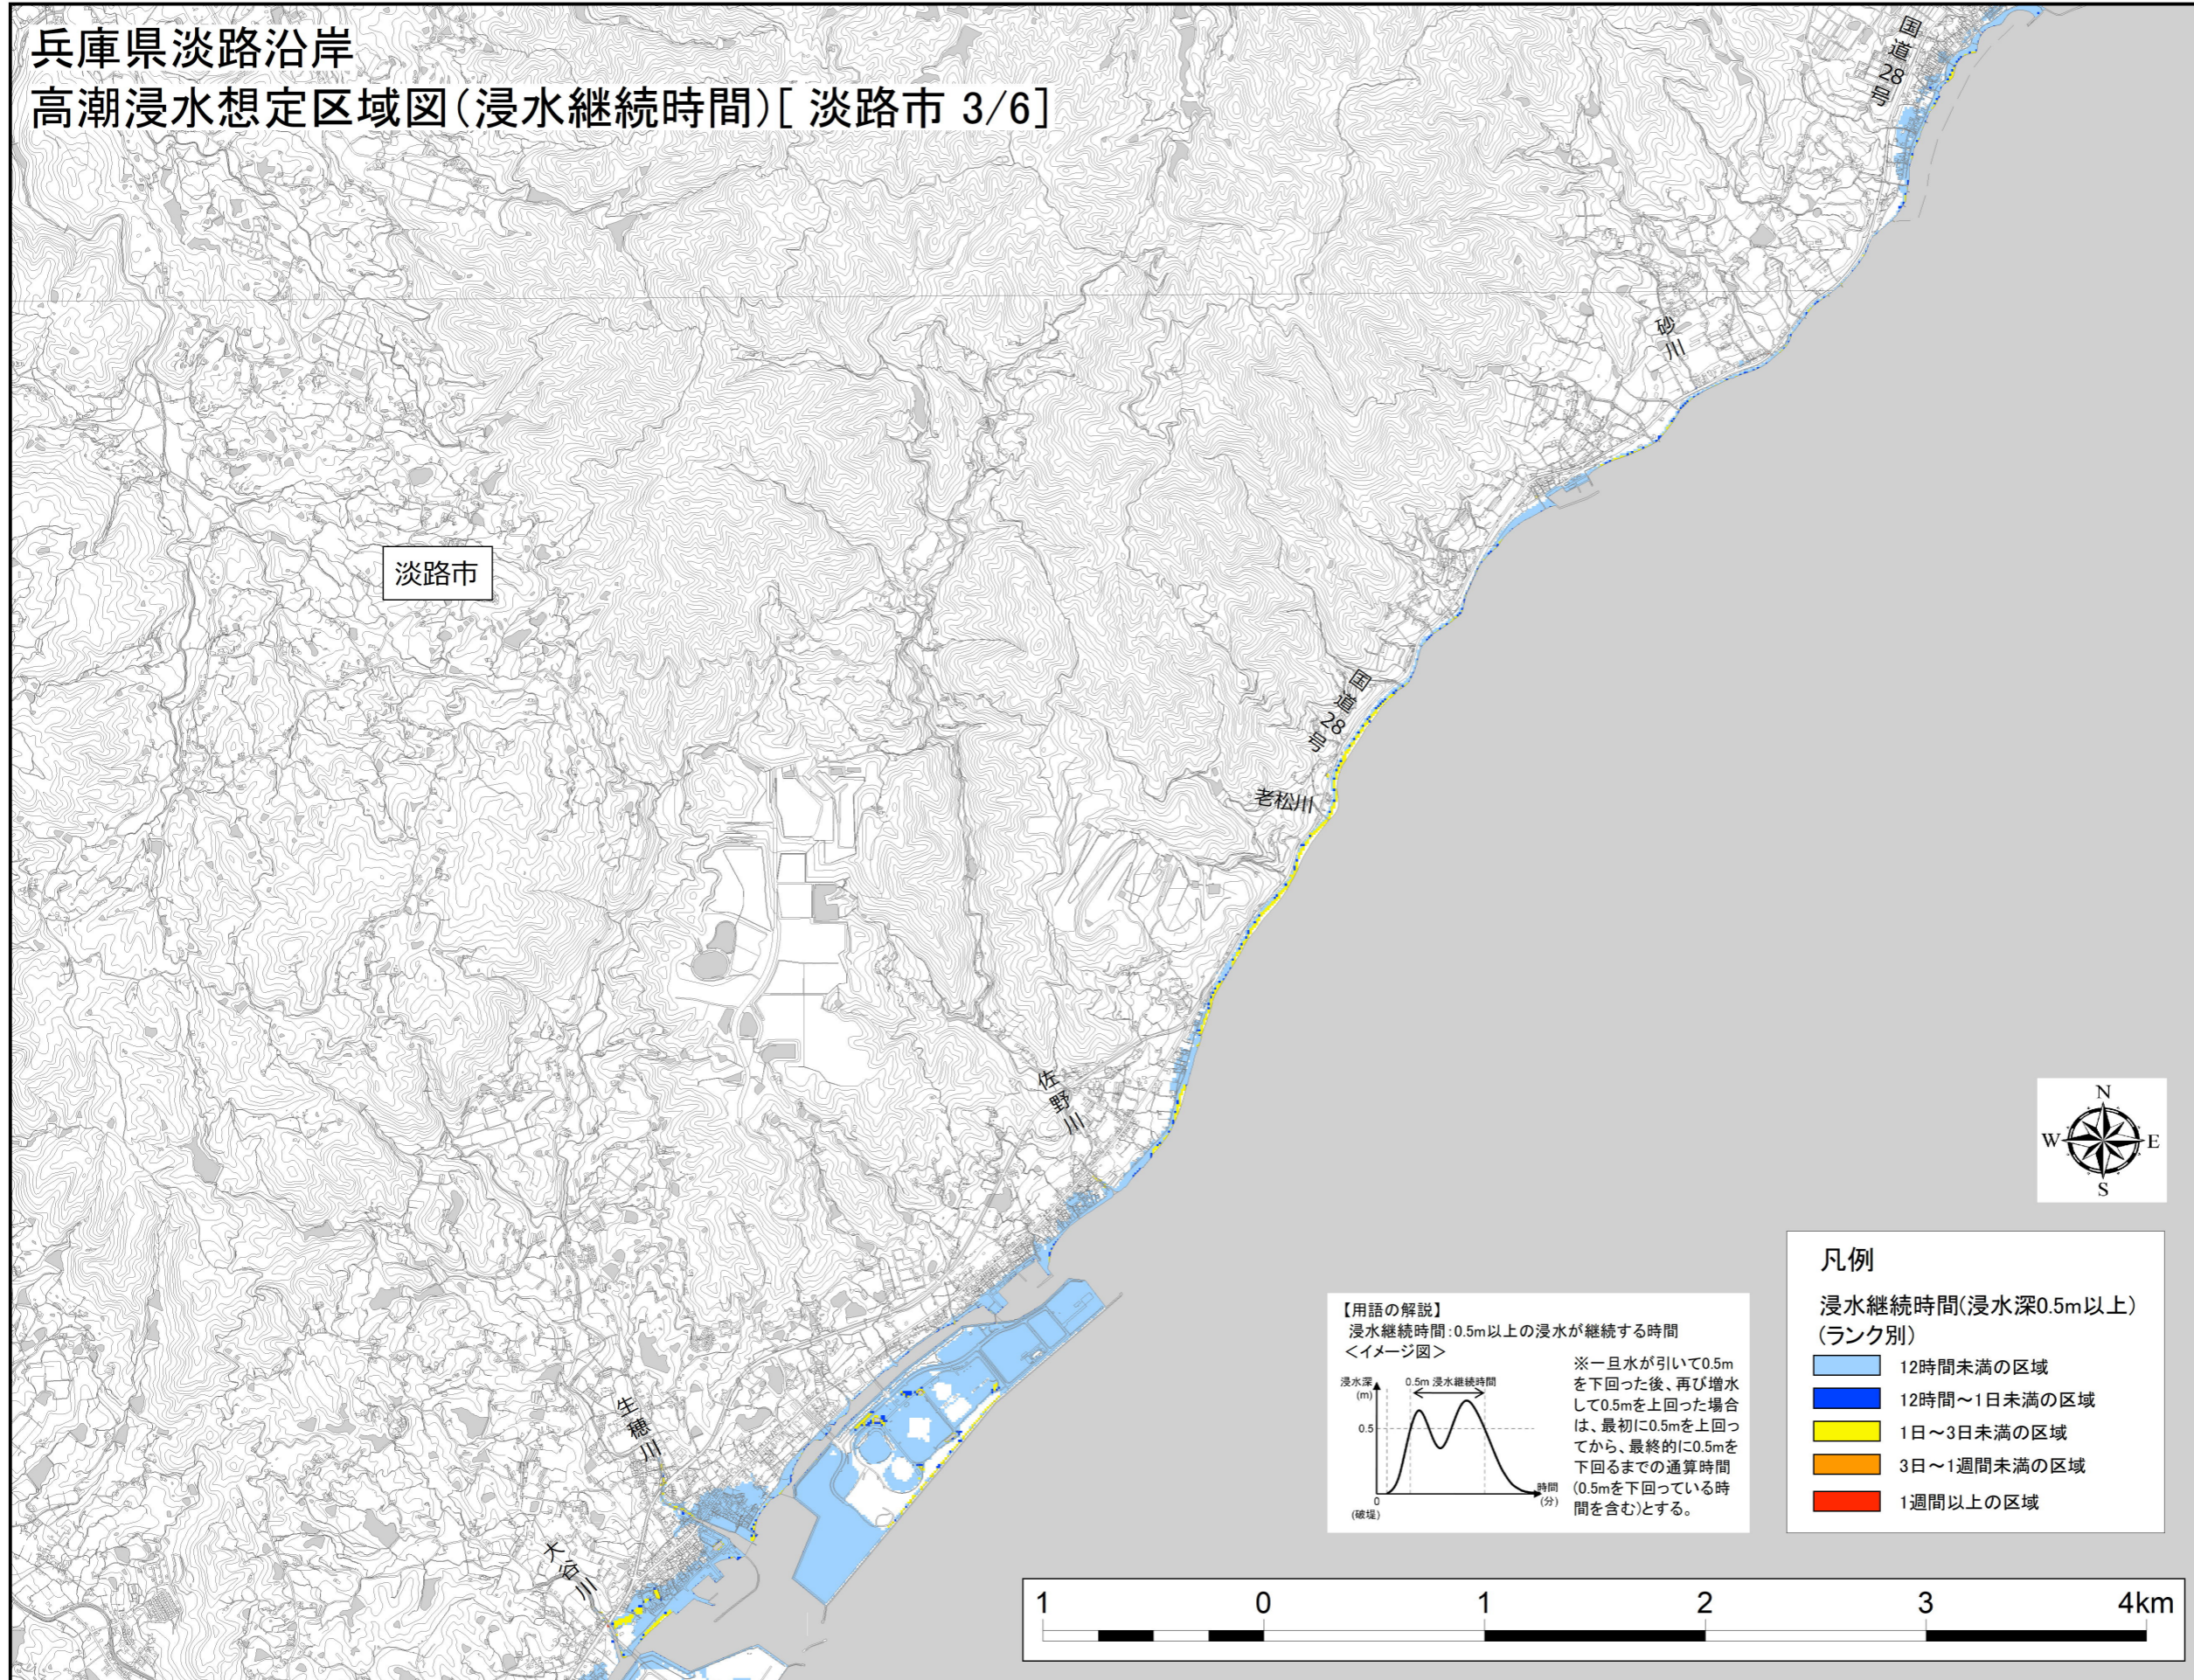 兵庫県淡路沿岸
高潮浸水想定区域図(浸水継続時間)[ 淡路市 3/6]
国道28号
砂川
淡路市
国道28号
老松川
佐野川
生穂川
大谷川
N
W E
S
【用語の解説】
浸水継続時間:0.5m以上の浸水が継続する時間
<イメージ図>
浸水深
(m)
0.5m 浸水継続時間
0.5
0
(破堤)
時間
(分)
※一旦水が引いて0.5m
を下回った後、再び増水
して0.5mを上回った場合
は、最初に0.5mを上回っ
てから、最終的に0.5mを
下回るまでの通算時間
(0.5mを下回っている時
間を含む)とする。
凡例
浸水継続時間(浸水深0.5m以上)
(ランク別)
12時間未満の区域
12時間～1日未満の区域
1日～3日未満の区域
3日～1週間未満の区域
1週間以上の区域
1 0 1 2 3 4km